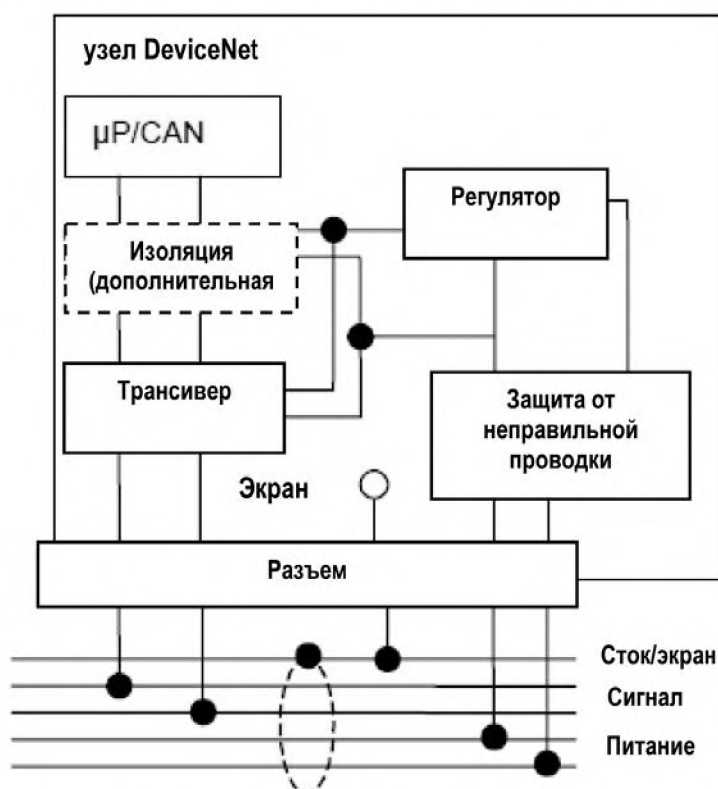 узел DeviceNet
µP/CAN
Регулятор
Изоляция
(дополнительная
Трансивер
Защита от
неправильной
проводки
Экран
Разъем
Сток/экран
Сигнал
Питание